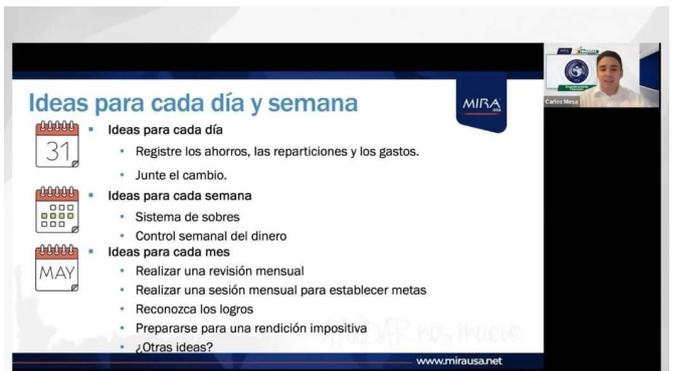 Ideas para cada día y semana
MIRA
USA
Carlos Mesa
31
Ideas para cada día
Registre los ahorros, las reparticiones y los gastos.
Junte el cambio.
Ideas para cada semana
Sistema de sobres
Control semanal del dinero
MAY
Ideas para cada mes
Realizar una revisión mensual
Realizar una sesión mensual para establecer metas
Reconozca los logros
Prepararse para una rendición impositiva
AYUDAR nos mueve
¿Otras ideas?
www.mirausa.net